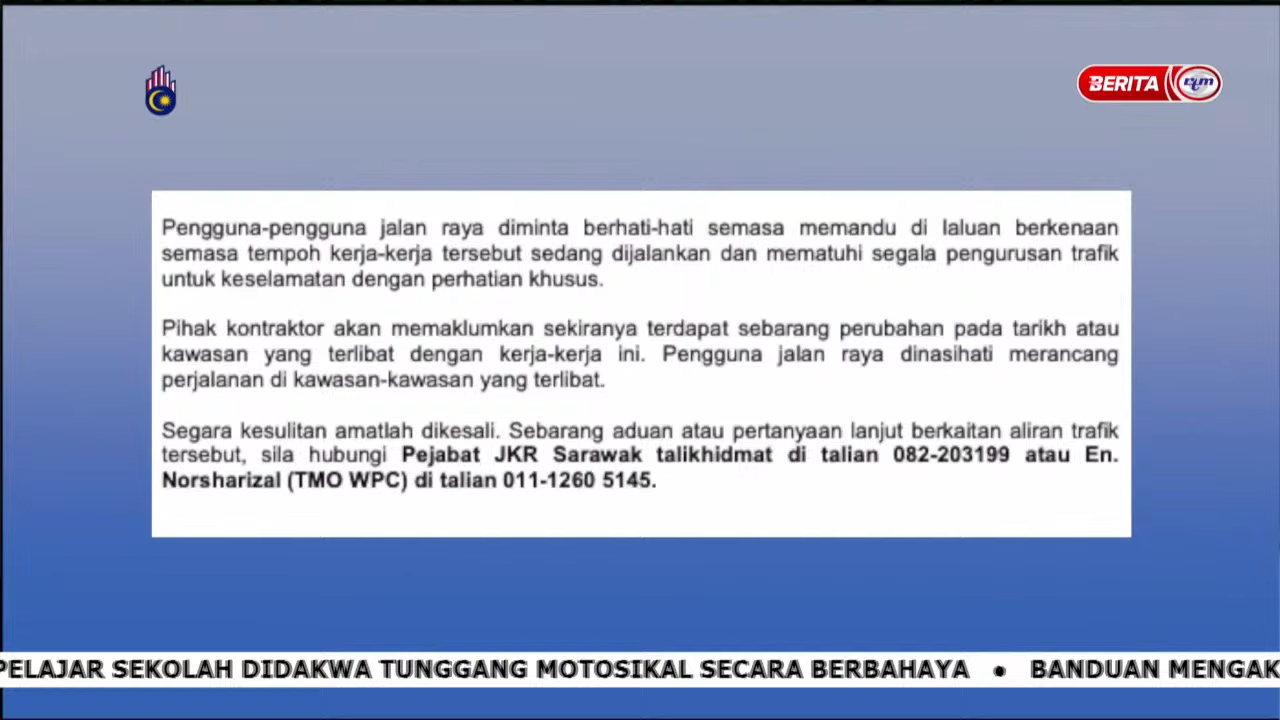 BERITA rtm
Pengguna-pengguna jalan raya diminta berhati-hati semasa memandu di laluan berkenaan
semasa tempoh kerja-kerja tersebut sedang dijalankan dan mematuhi segala pengurusan trafik
untuk keselamatan dengan perhatian khusus.
Pihak kontraktor akan memaklumkan sekiranya terdapat sebarang perubahan pada tarikh atau
kawasan yang terlibat dengan kerja-kerja ini. Pengguna jalan raya dinasihati merancang
perjalanan di kawasan-kawasan yang terlibat.
Segara kesulitan amatlah dikesali. Sebarang aduan atau pertanyaan lanjut berkaitan aliran trafik
tersebut, sila hubungi Pejabat JKR Sarawak talikhidmat di talian 082-203199 atau En.
Norsharizal (TMO WPC) di talian 011-1260 5145.
PELAJAR SEKOLAH DIDAKWA TUNGGANG MOTOSIKAL SECARA BERBAHAYA • BANDUAN MENGAK